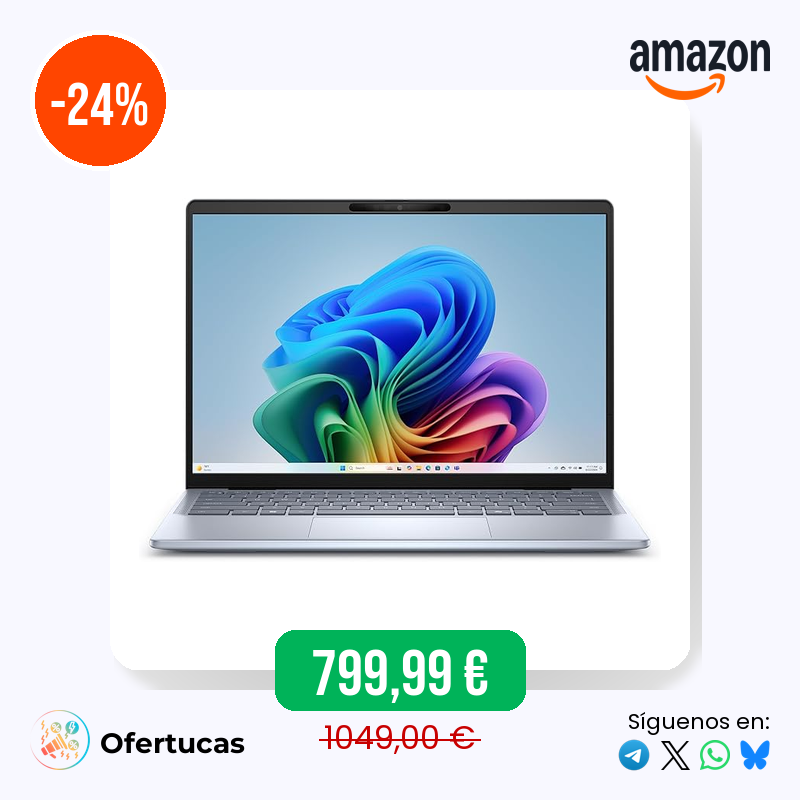 -24%
amazon
799,99 €
1049,00 €
Ofertucas
Síguenos en: